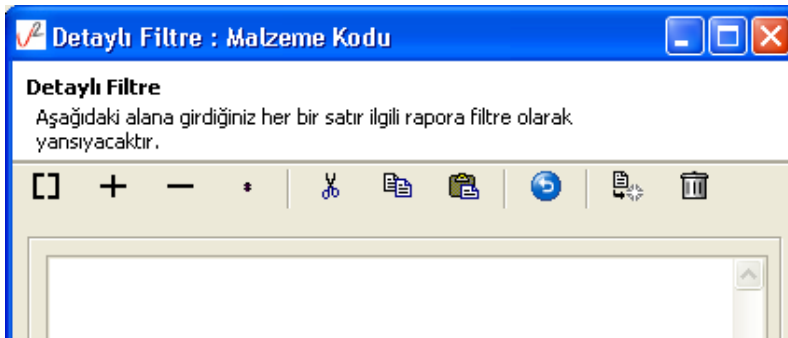 Detaylı Filtre : Malzeme Kodu
Detaylı Filtre
Aşağıdaki alana girdiğiniz her bir satır ilgili rapora filtre olarak
yansıyacaktır.